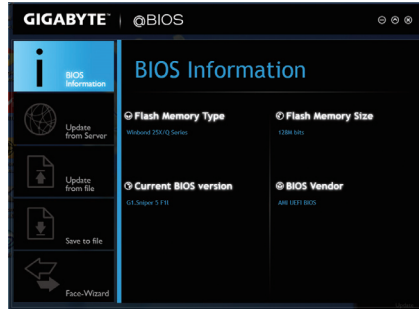 GIGABYTE™ @BIOS
BIOS Information
BIOS
Information
Update
from Server
Update
from file
Save to file
Face-Wizard
Flash Memory Type
Winbond 25X/Q Series
Flash Memory Size
128M bits
Current BIOS version
G1.Sniper 5 F1I
BIOS Vendor
AMI UEFI BIOS
Update